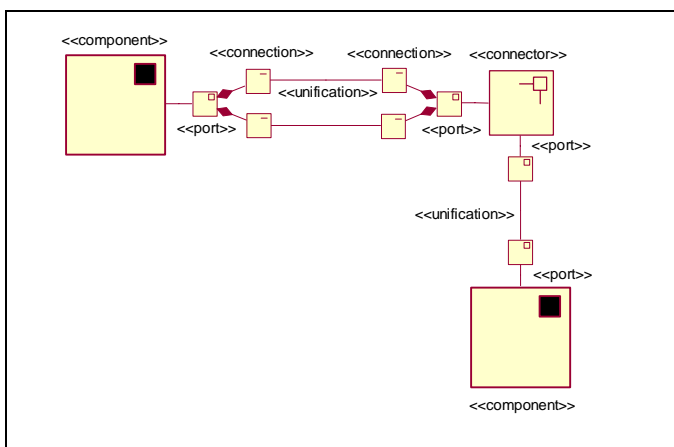 <<component>>
<<connection>>
<<connection>>
<<connector>>
<<unification>>
<<port>>
<<port>>
<<port>>
<<unification>>
<<port>>
<<component>>